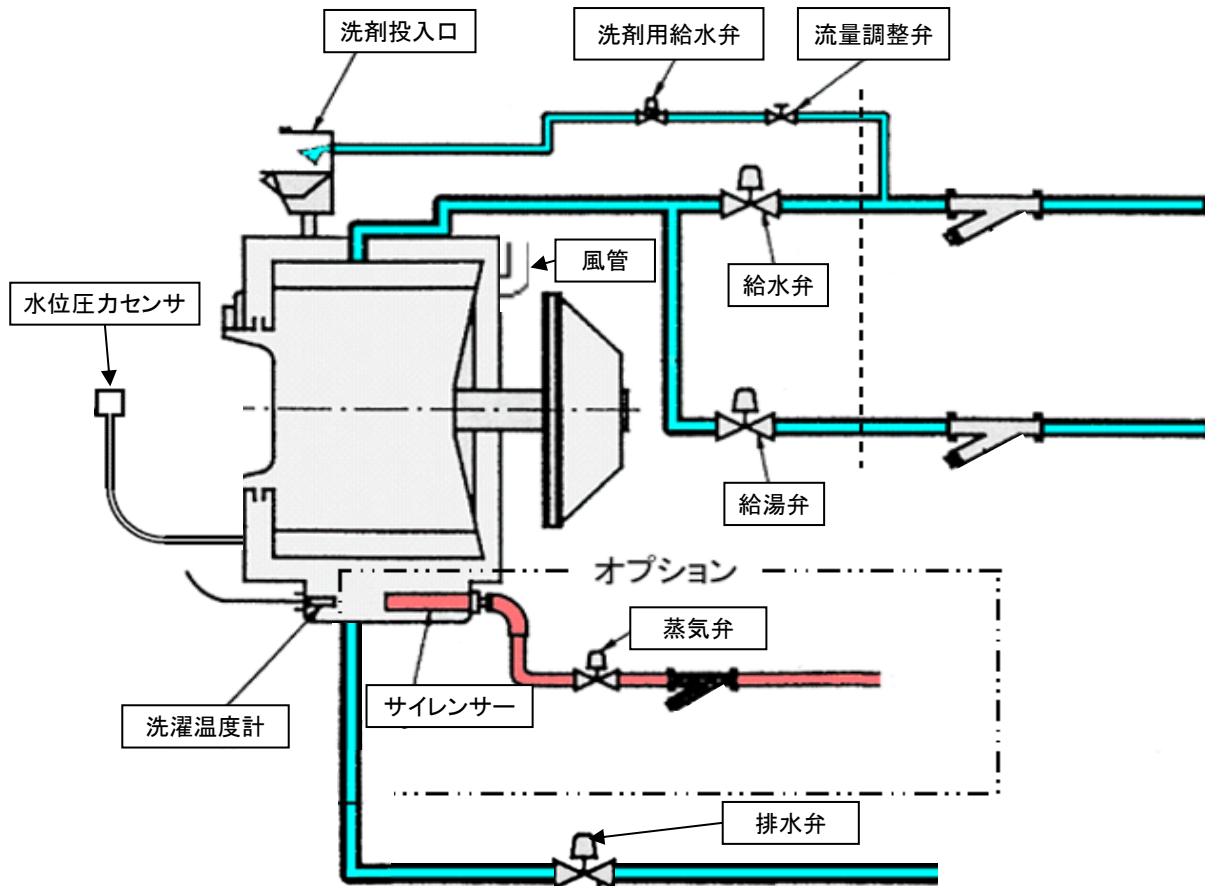 洗剤投入口
洗剤用給水弁
流量調整弁
風管
給水弁
水位圧力センサ
給湯弁
オプション
蒸気弁
サイレンサー
洗濯温度計
排水弁